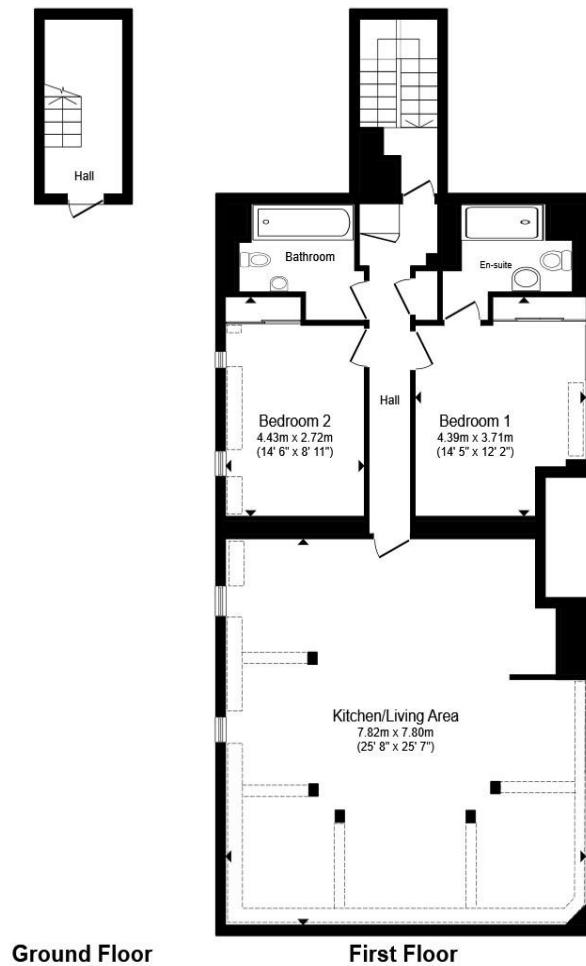 Hall
Bathroom
En-suite
Hall
Bedroom 2
4.43m x 2.72m
(14' 6" x 8' 11")
Bedroom 1
4.39m x 3.71m
(14' 5" x 12' 2")
Kitchen/Living Area
7.82m x 7.80m
(25' 8" x 25' 7")
Ground Floor
First Floor